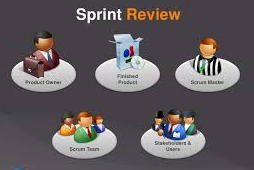 Sprint Review
Product Owner
Finished
Product
Scrum Master
Scrum Team
Stakeholders &
Users